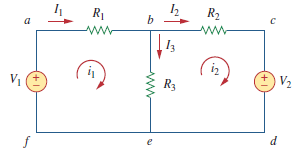 I₁ I₂
a R₁ b R₂ c
I₃
i₁ i₂
V₁ + − R₃ + − V₂
f e d